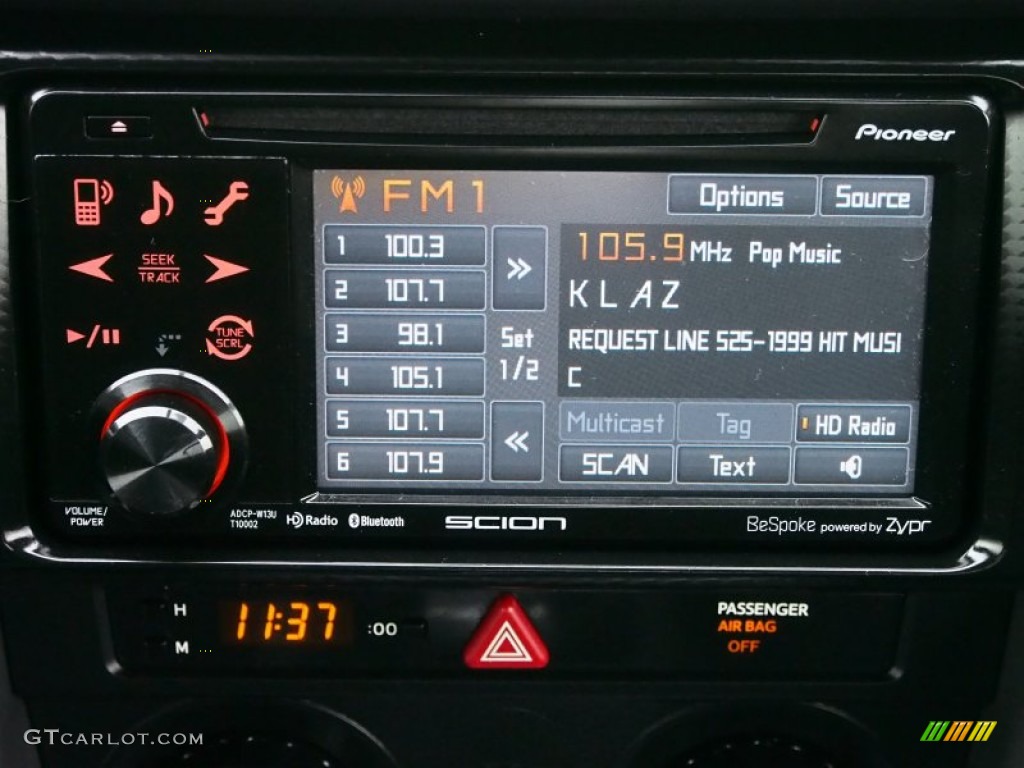 Pioneer
FM1
Options
Source
1 100.3
2 107.7
3 98.1
4 105.1
5 107.7
6 107.9
Set
1/2
105.9 MHz Pop Music
KLAZ
REQUEST LINE 525-1999 HIT MUSI
C
Multicast
Tag
HD Radio
SCAN
Text
SEEK
TRACK
TUNE
SCRL
VOLUME/
POWER
ADCP-W13U
T10002
HD Radio
Bluetooth
SCION
BeSpoke powered by Zypr
H
M
11:37
:00
PASSENGER
AIR BAG
OFF
GTCARLOT.COM